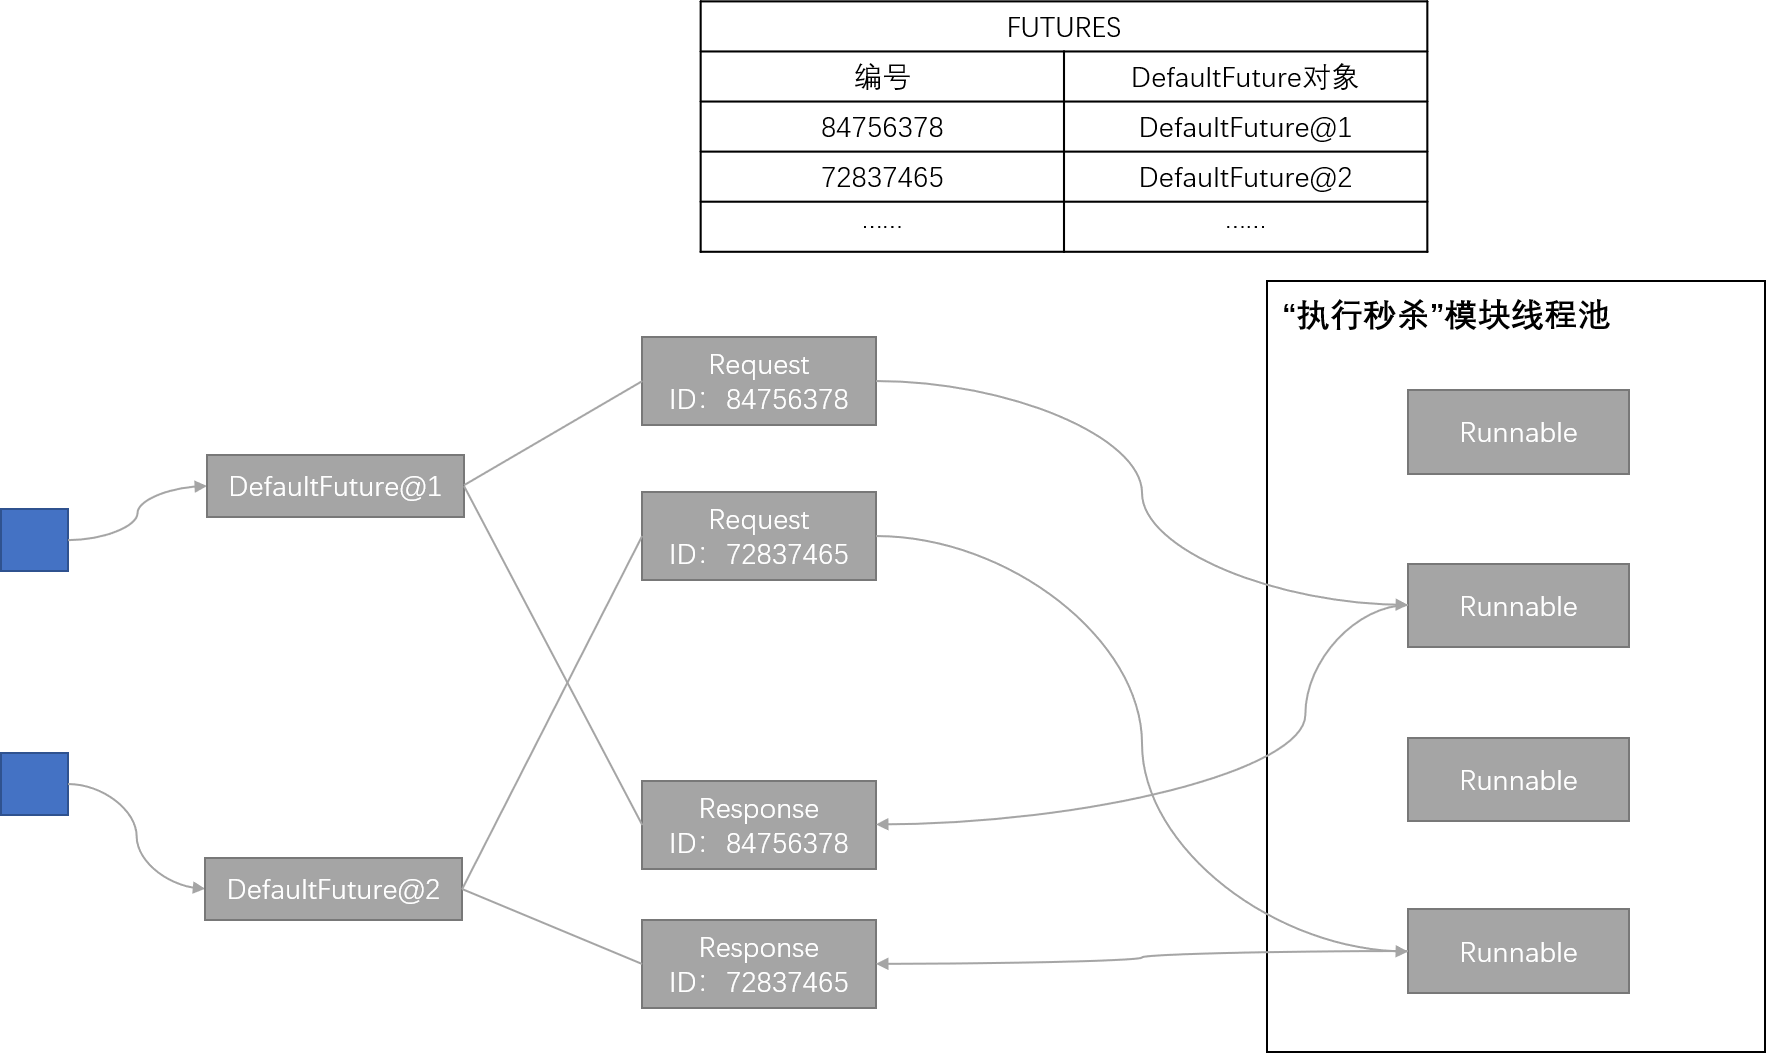 FUTURES
编号 DefaultFuture对象
84756378 DefaultFuture@1
72837465 DefaultFuture@2
…… ……
“执行秒杀”模块线程池
Request
ID： 84756378
Runnable
DefaultFuture@1
Request
ID： 72837465
Runnable
Response
ID： 84756378
Runnable
DefaultFuture@2
Response
ID： 72837465
Runnable